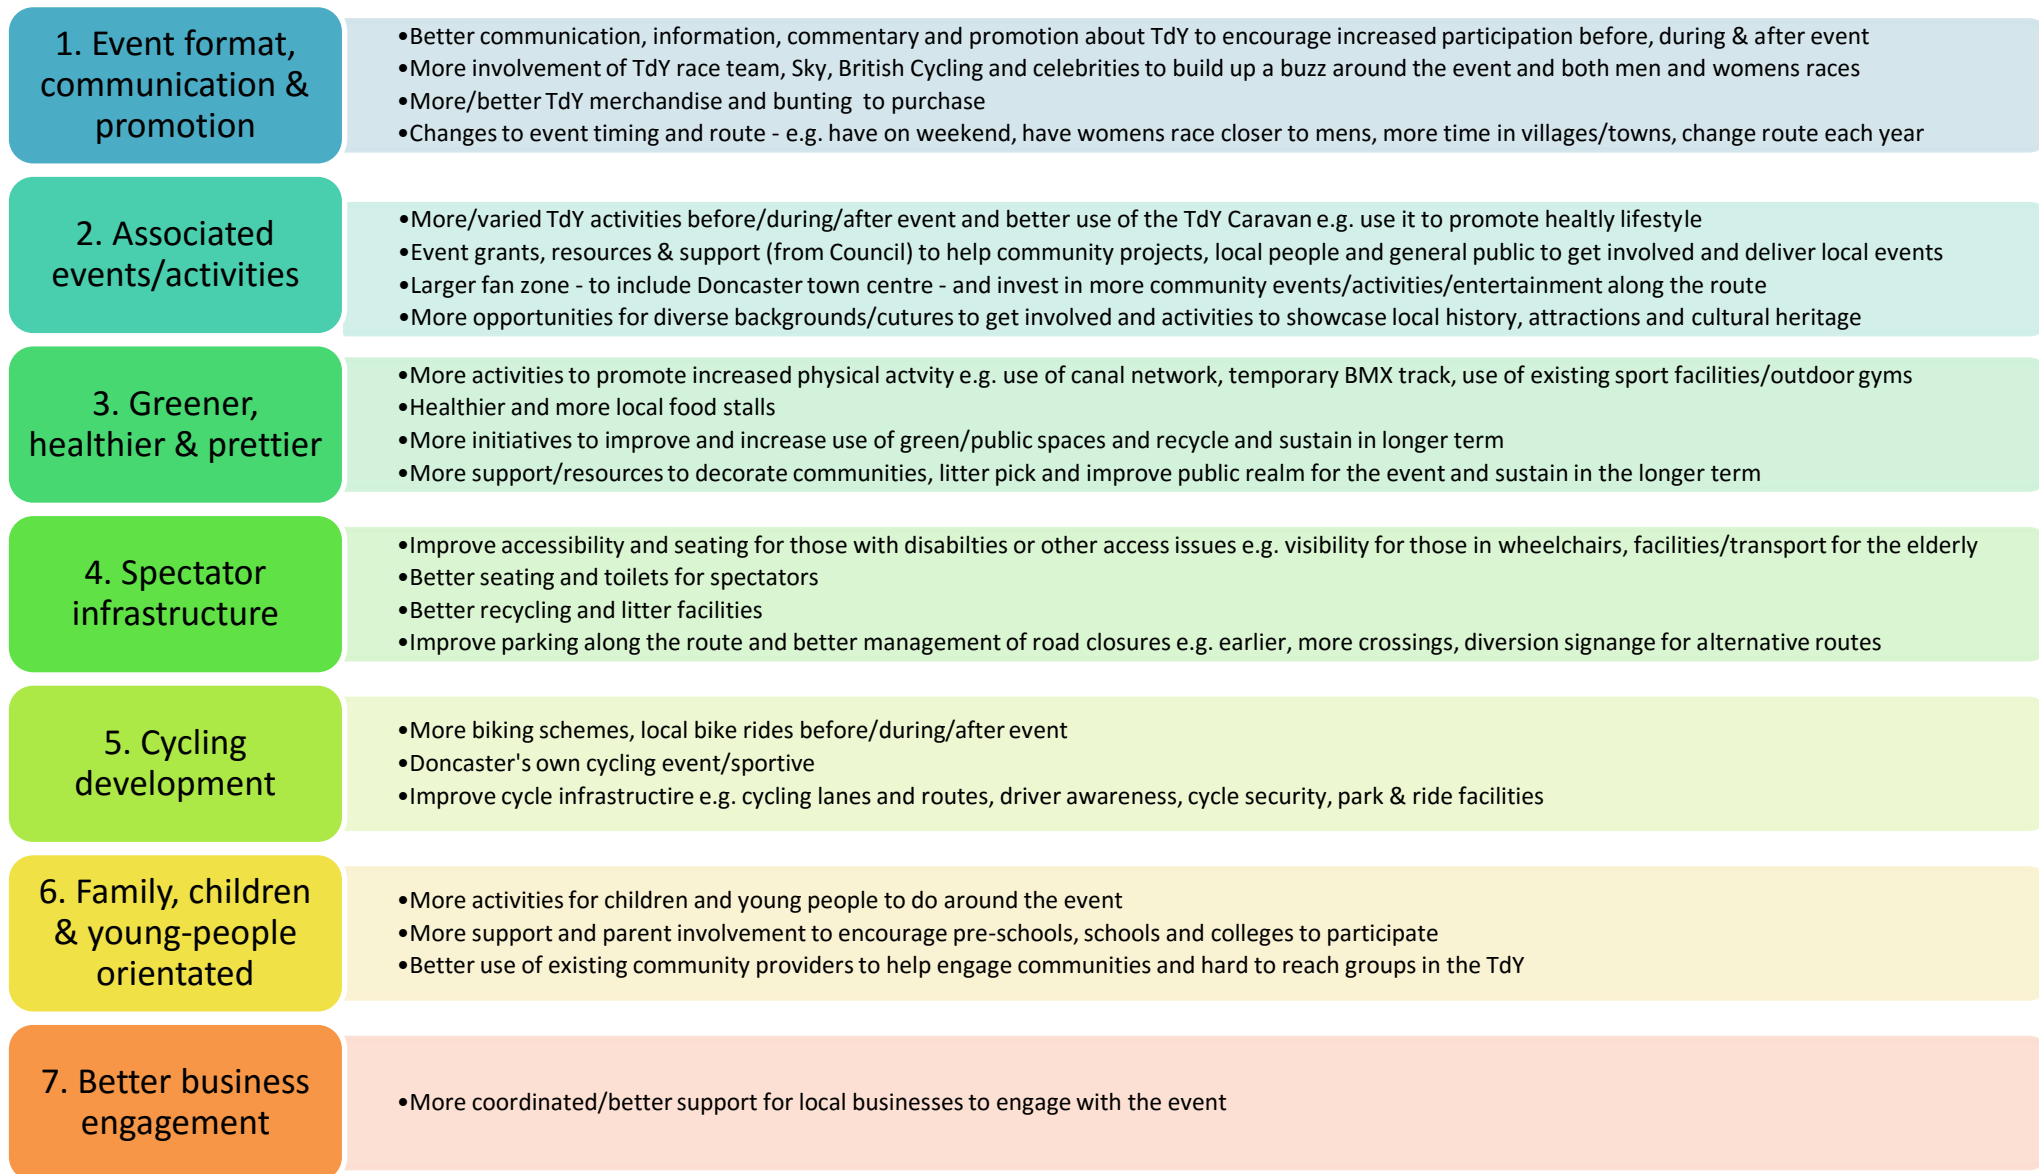 1. Event format,
communication &
promotion
•Better communication, information, commentary and promotion about TdY to encourage increased participation before, during & after event
•More involvement of TdY race team, Sky, British Cycling and celebrities to build up a buzz around the event and both men and womens races
•More/better TdY merchandise and bunting to purchase
•Changes to event timing and route - e.g. have on weekend, have womens race closer to mens, more time in villages/towns, change route each year
2. Associated
events/activities
•More/varied TdY activities before/during/after event and better use of the TdY Caravan e.g. use it to promote healtly lifestyle
•Event grants, resources & support (from Council) to help community projects, local people and general public to get involved and deliver local events
•Larger fan zone - to include Doncaster town centre - and invest in more community events/activities/entertainment along the route
•More opportunities for diverse backgrounds/cutures to get involved and activities to showcase local history, attractions and cultural heritage
3. Greener,
healthier & prettier
•More activities to promote increased physical actvity e.g. use of canal network, temporary BMX track, use of existing sport facilities/outdoor gyms
•Healthier and more local food stalls
•More initiatives to improve and increase use of green/public spaces and recycle and sustain in longer term
•More support/resources to decorate communities, litter pick and improve public realm for the event and sustain in the longer term
4. Spectator
infrastructure
•Improve accessibility and seating for those with disabilties or other access issues e.g. visibility for those in wheelchairs, facilities/transport for the elderly
•Better seating and toilets for spectators
•Better recycling and litter facilities
•Improve parking along the route and better management of road closures e.g. earlier, more crossings, diversion signange for alternative routes
5. Cycling
development
•More biking schemes, local bike rides before/during/after event
•Doncaster's own cycling event/sportive
•Improve cycle infrastructire e.g. cycling lanes and routes, driver awareness, cycle security, park & ride facilities
6. Family, children
& young-people
orientated
•More activities for children and young people to do around the event
•More support and parent involvement to encourage pre-schools, schools and colleges to participate
•Better use of existing community providers to help engage communities and hard to reach groups in the TdY
7. Better business
engagement
•More coordinated/better support for local businesses to engage with the event